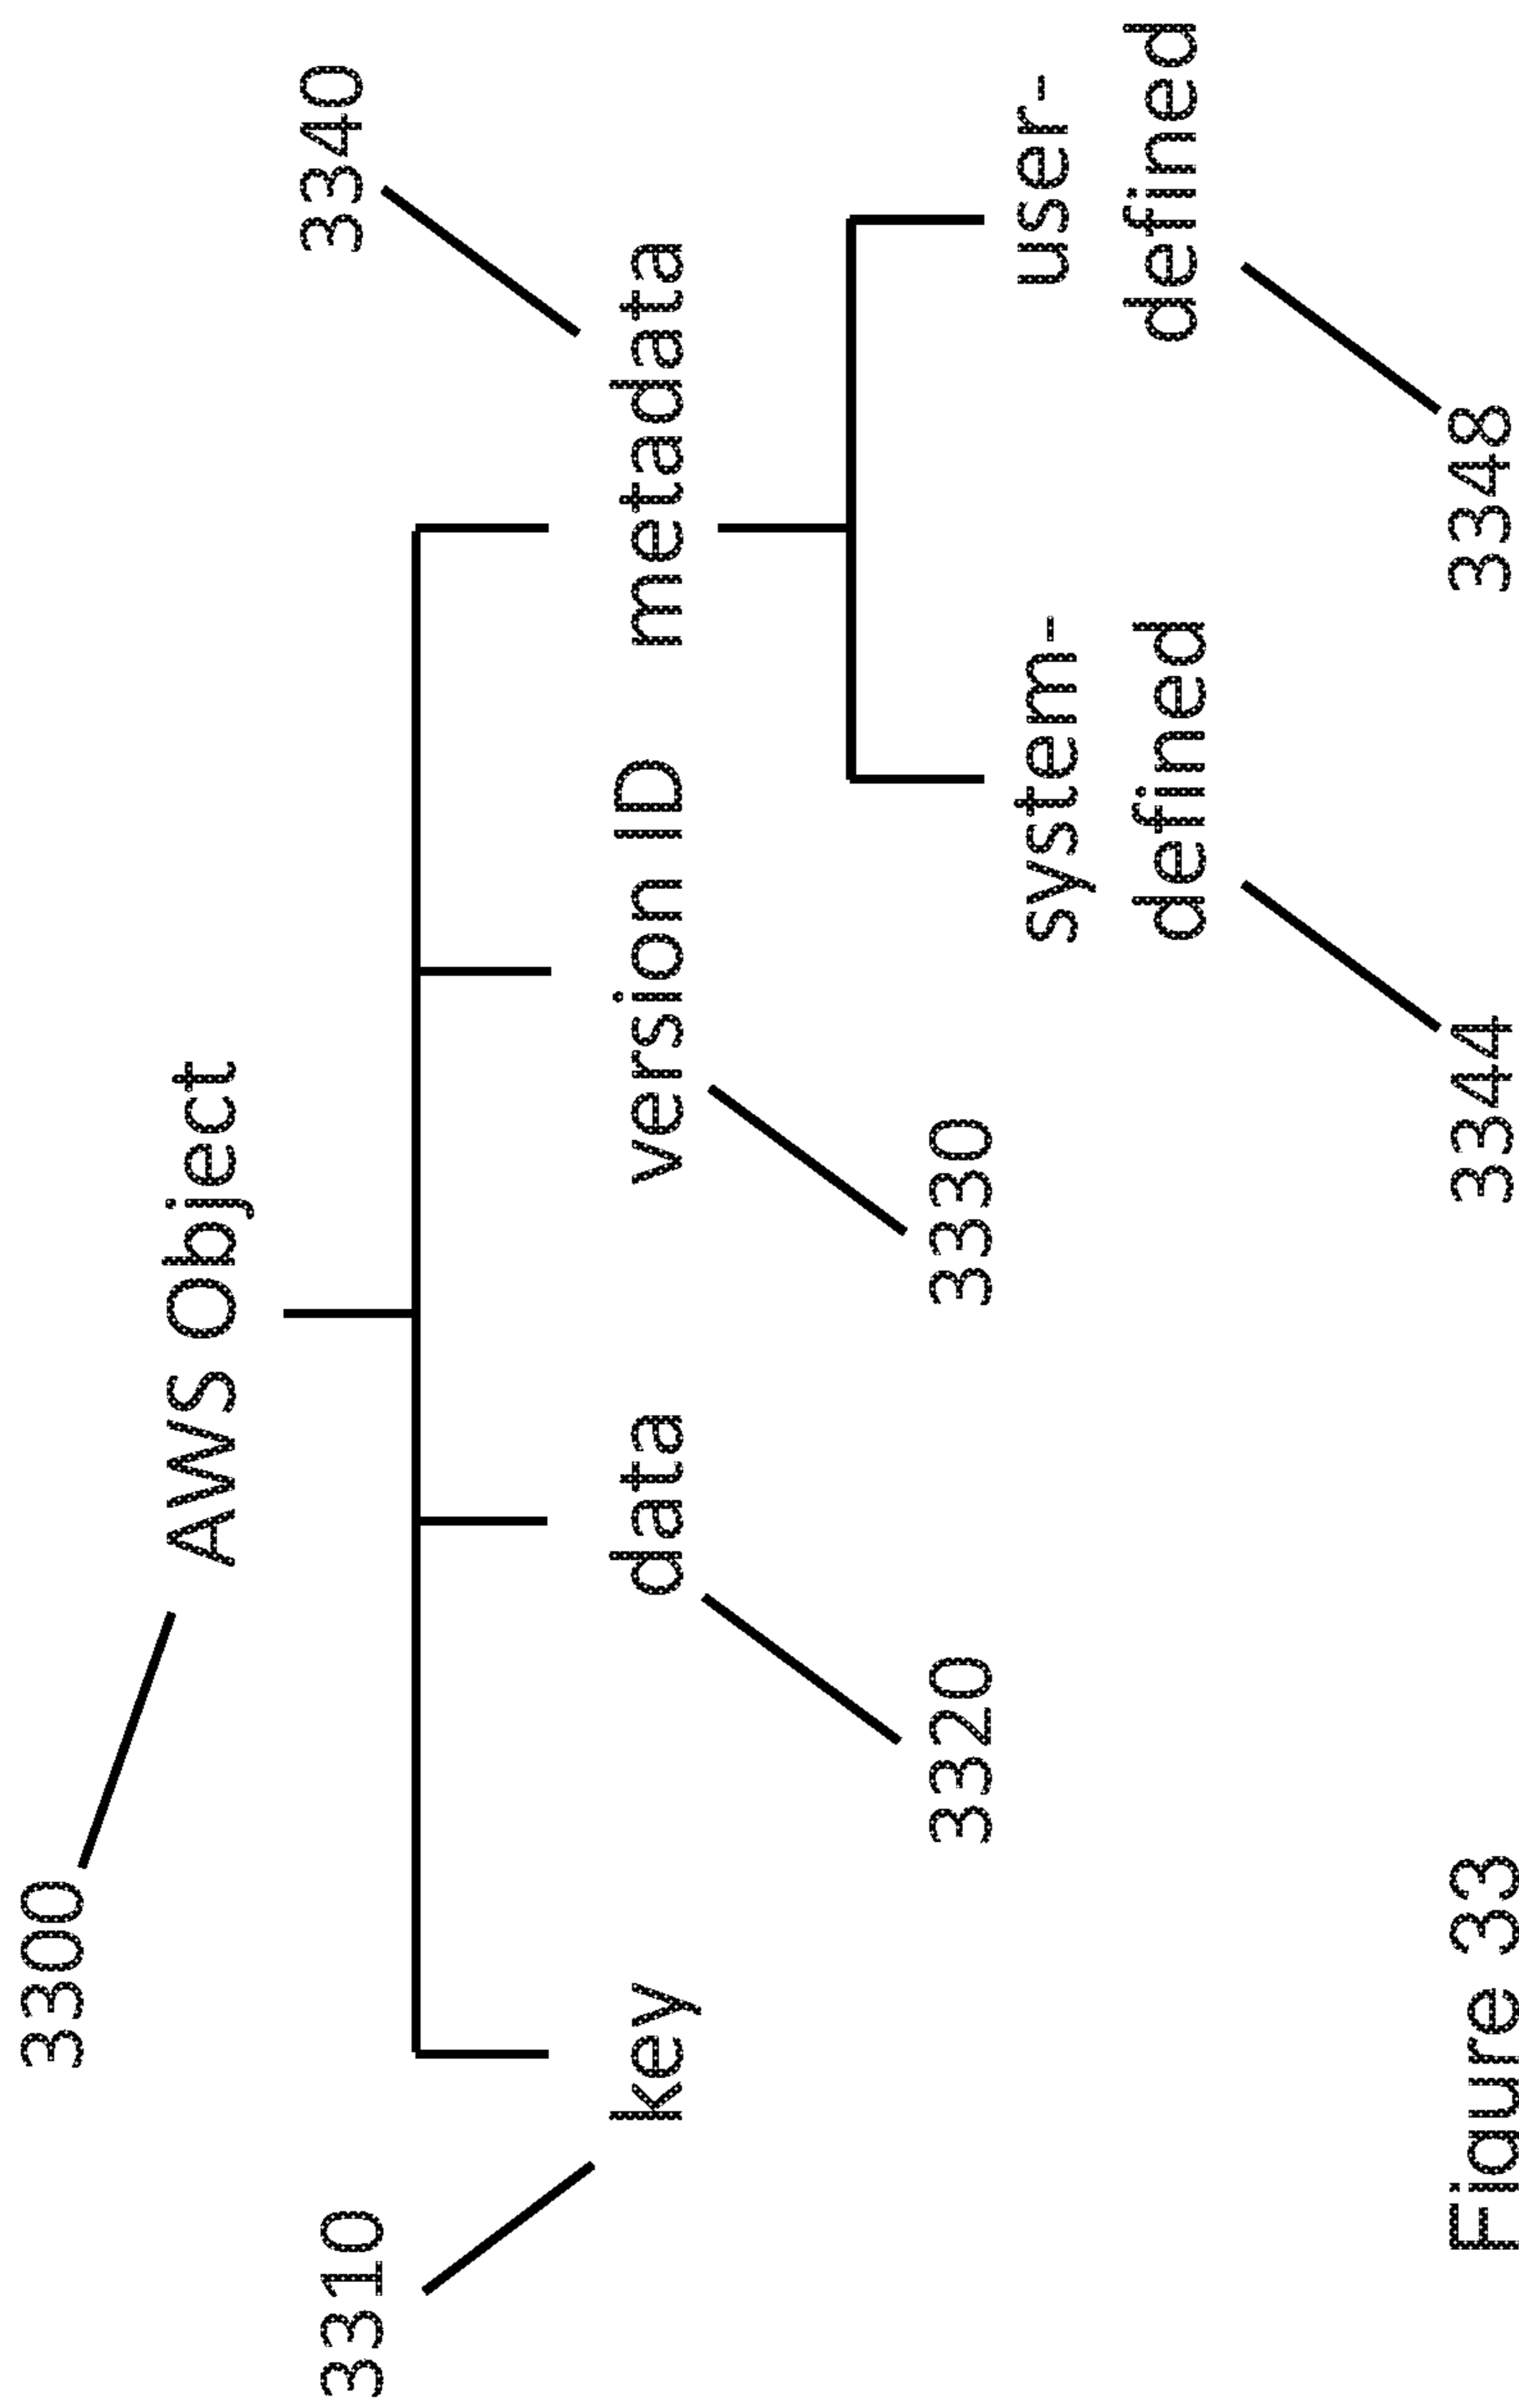 3300
AWS Object
3310
3340
key
data
version ID
metadata
3320
3330
system-
defined
user-
defined
3344
3348
Figure 33